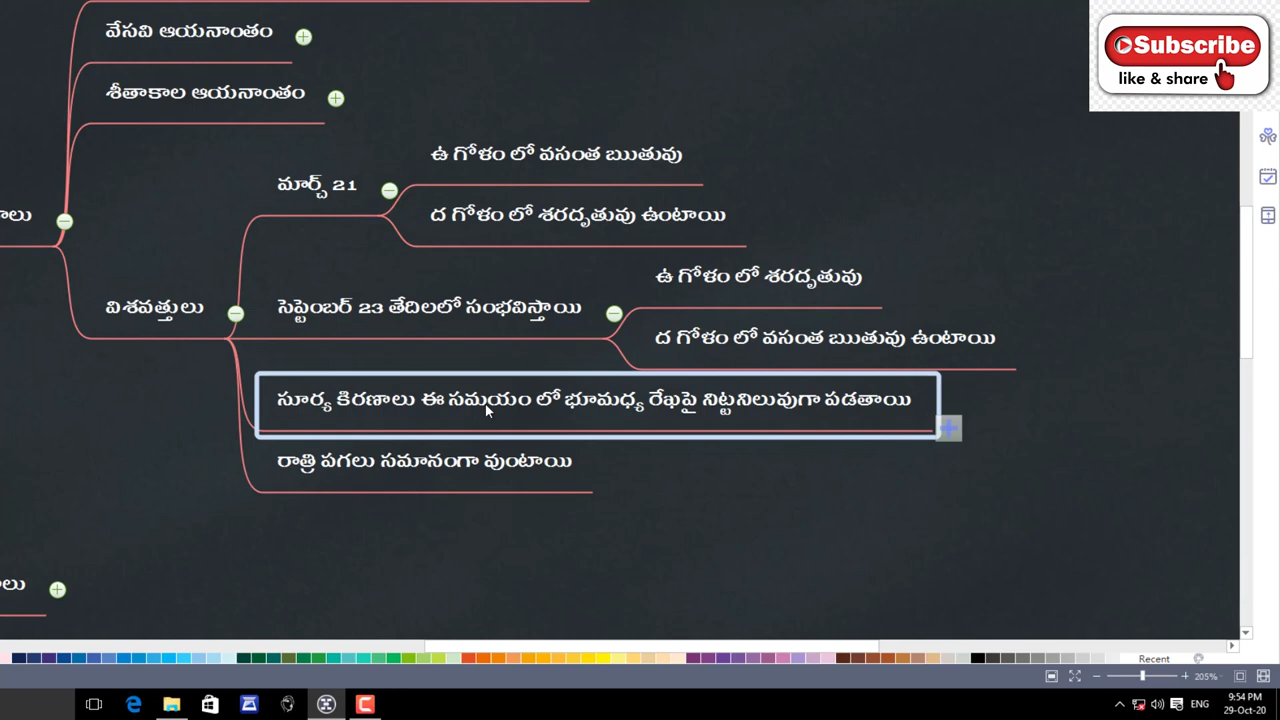 Subscribe
like & share
వేసవి ఆయనాంతం
శీతాకాల ఆయనాంతం
ఉ గోళం లో వసంత ఋతువు
మార్చ్ 21
ద గోళం లో శరదృతువు ఉంటాయి
ఉ గోళం లో శరదృతువు
విశవత్తులు
సెప్టెంబర్ 23 తేదిలలో సంభవిస్తాయి
ద గోళం లో వసంత ఋతువు ఉంటాయి
సూర్య కిరణాలు ఈ సమయం లో భూమధ్య రేఖపై నిట్టనిలువుగా పడతాయి
రాత్రి పగలు సమానంగా వుంటాయి
Recent
205%
ENG
9:54 PM
29-Oct-20